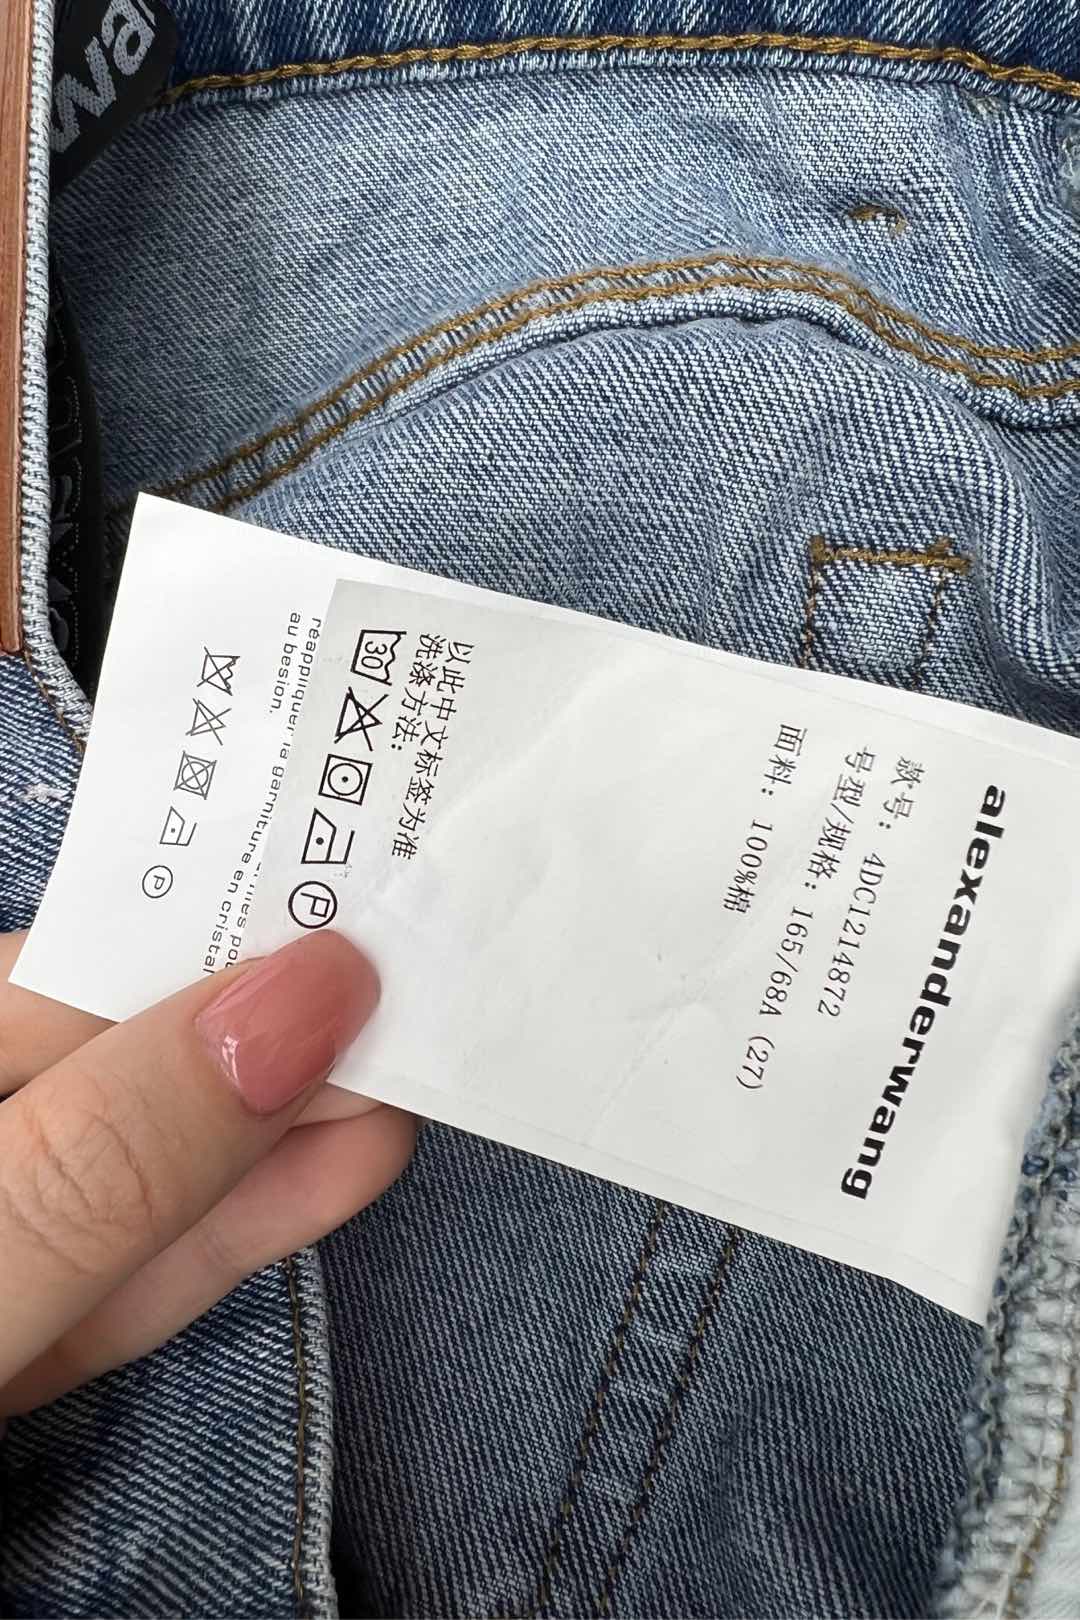 alexanderwang
款号：4DC1214872
号型/规格：165/68A (27)
面料：100%棉
以此中文标签为准
洗涤方法：
30
P
réappliquer la garniture
au besion.
en cristal
P
wa